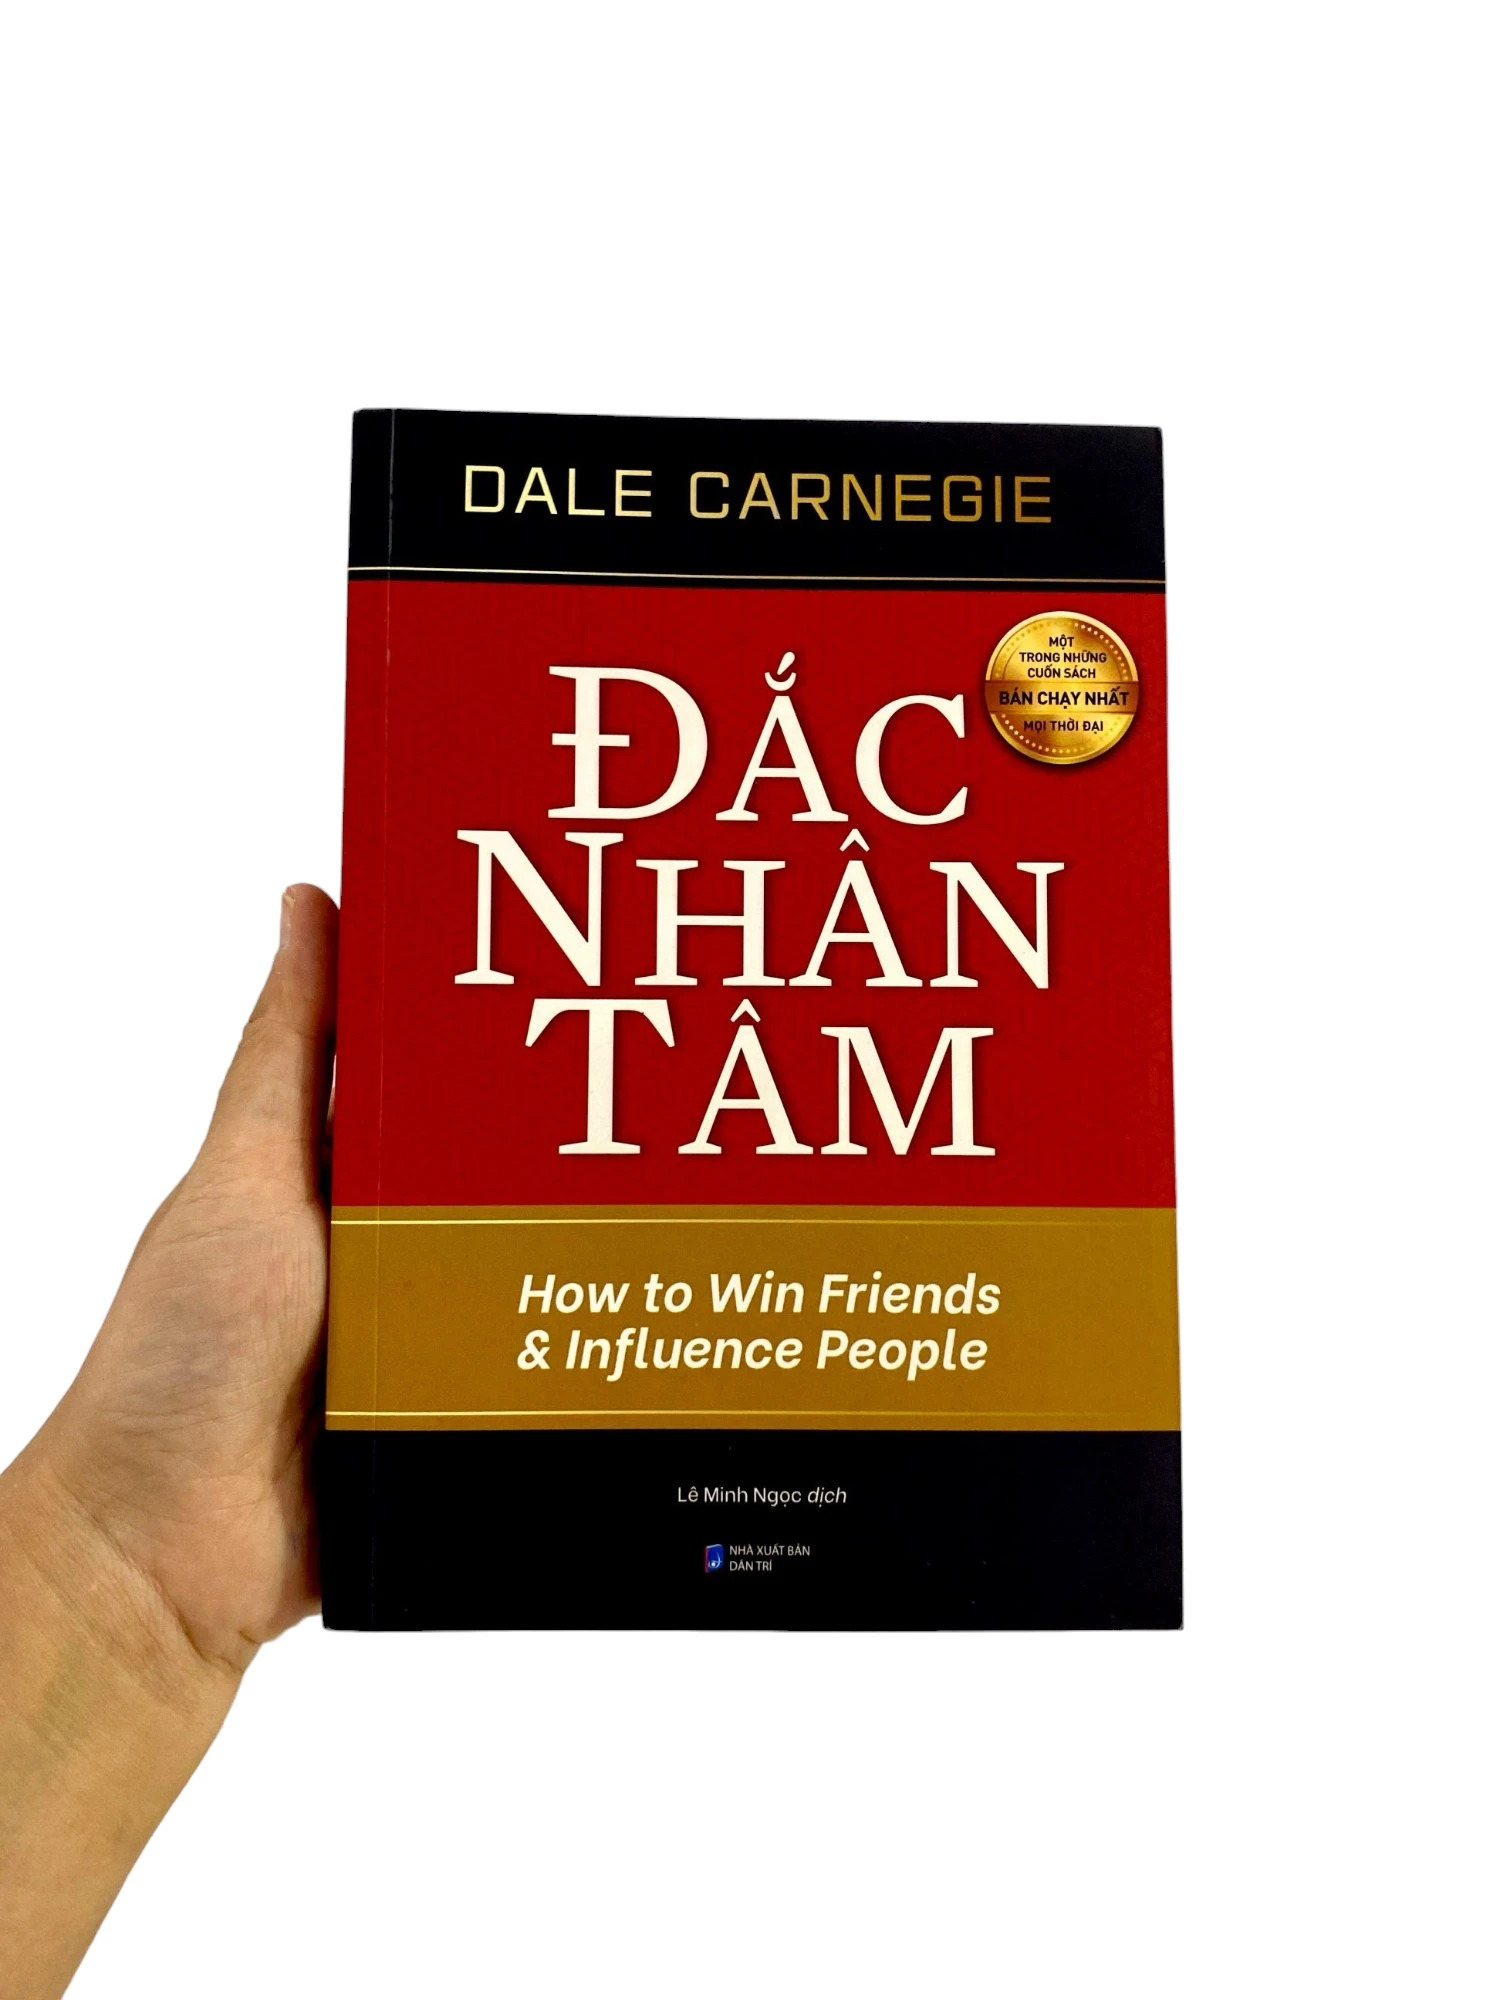 DALE CARNEGIE
MỘT
TRONG NHỮNG
CUỐN SÁCH
BÁN CHẠY NHẤT
MỌI THỜI ĐẠI
ĐẮC
NHÂN
TÂM
How to Win Friends
& Influence People
Lê Minh Ngọc dịch
NHÀ XUẤT BẢN
DÂN TRÍ